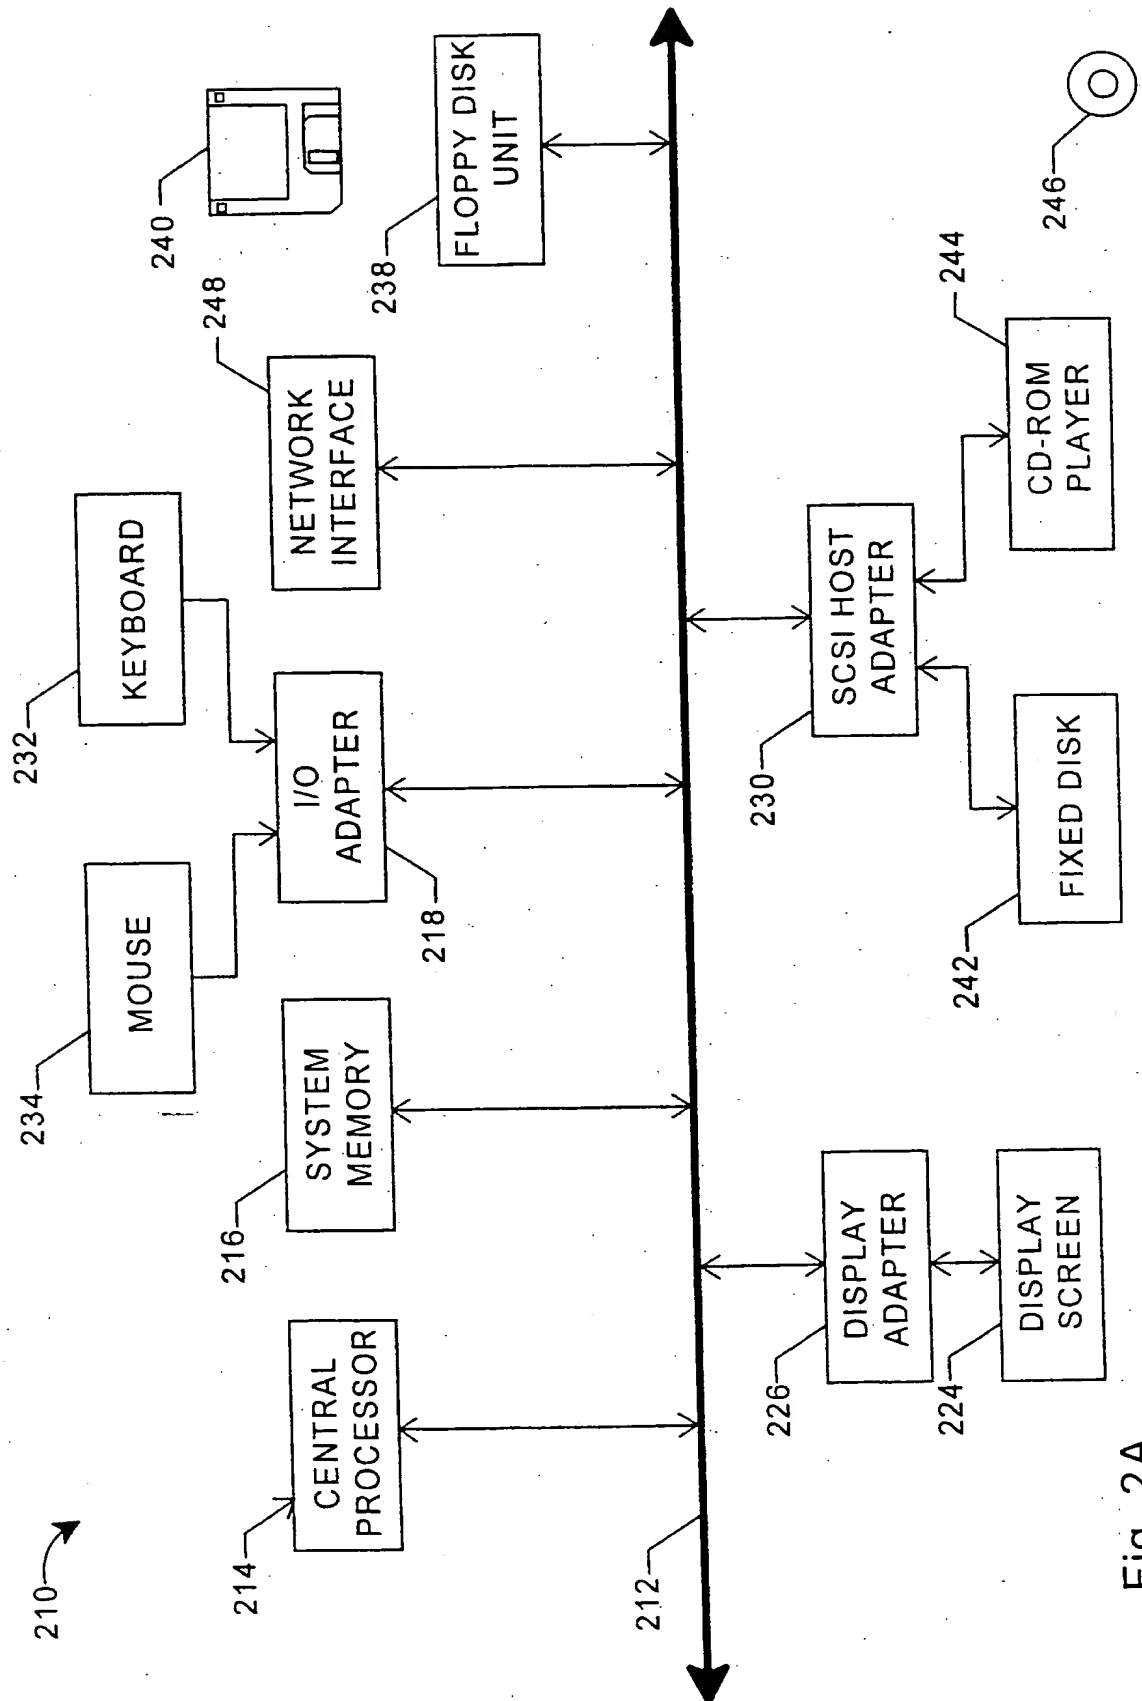 210
214
CENTRAL
PROCESSOR
216
SYSTEM
MEMORY
234
MOUSE
232
KEYBOARD
I/O
ADAPTER
218
248
NETWORK
INTERFACE
240
238
FLOPPY DISK
UNIT
212
226
DISPLAY
ADAPTER
224
DISPLAY
SCREEN
230
SCSI HOST
ADAPTER
242
FIXED DISK
244
CD-ROM
PLAYER
246
Fig. 2A